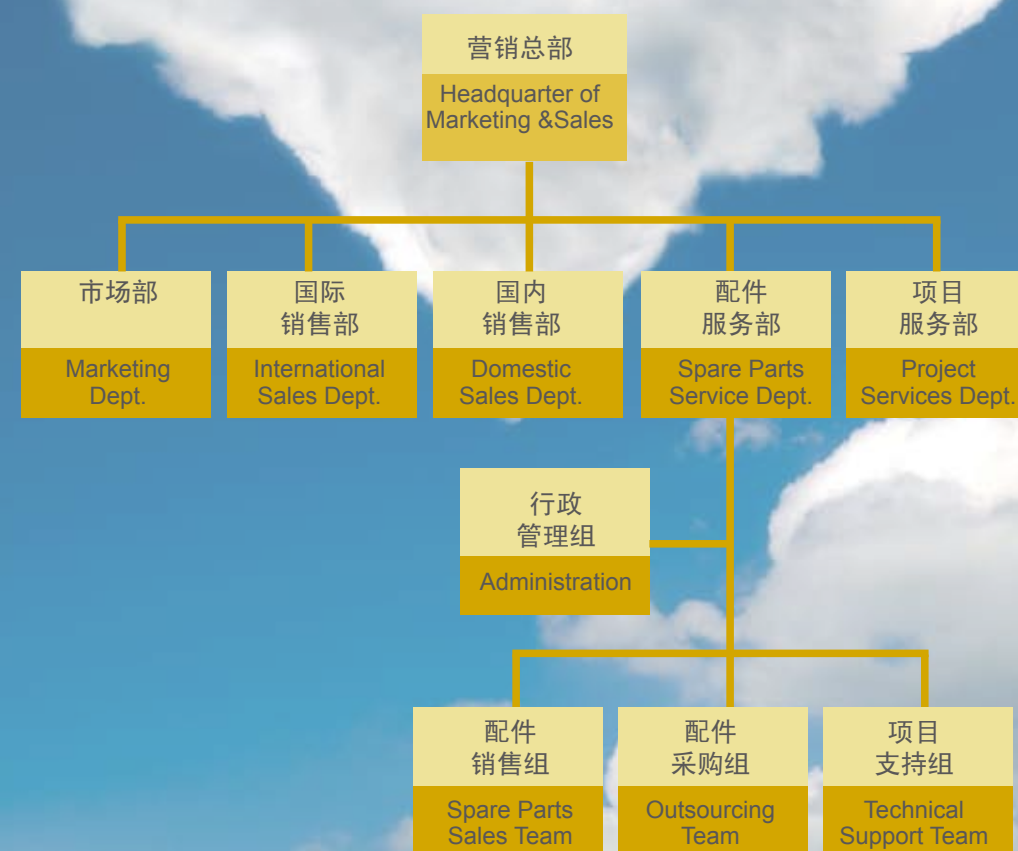 营销总部
Headquarter of
Marketing &Sales
市场部
Marketing
Dept.
国际
销售部
International
Sales Dept.
国内
销售部
Domestic
Sales Dept.
配件
服务部
Spare Parts
Service Dept.
项目
服务部
Project
Services Dept.
行政
管理组
Administration
配件
销售组
Spare Parts
Sales Team
配件
采购组
Outsourcing
Team
项目
支持组
Technical
Support Team